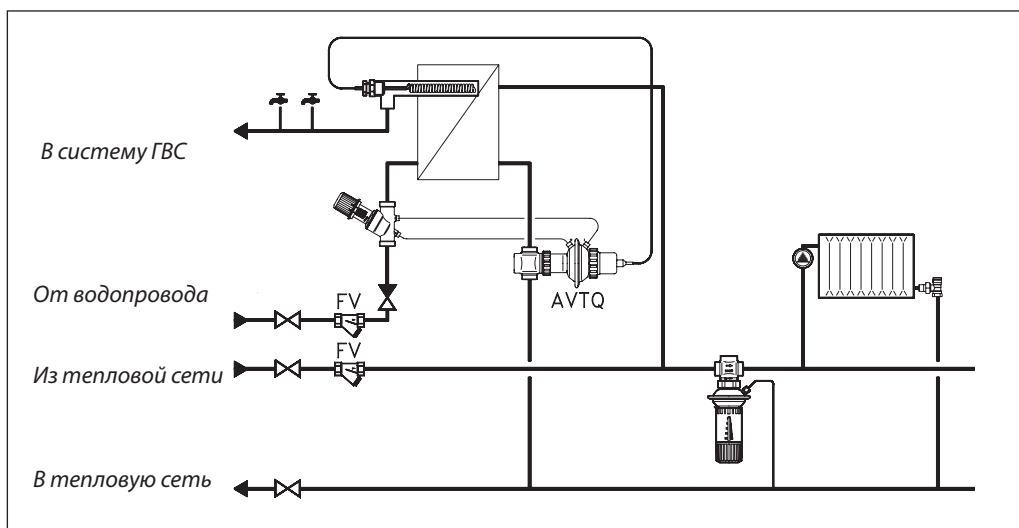 В систему ГВС
От водопровода
FV
AVTQ
FV
Из тепловой сети
В тепловую сеть